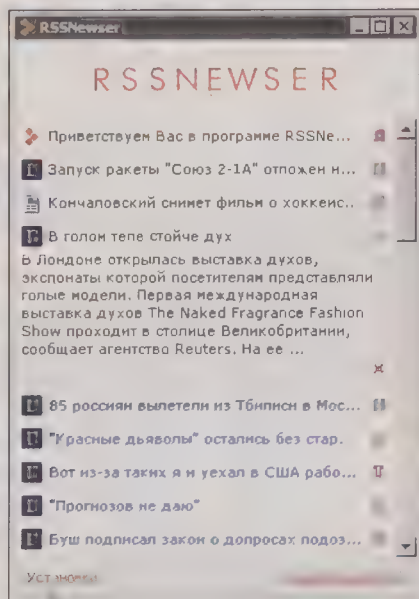 RSSNewser
RSSNEWSER
Приветствуем Вас в программе RSSNe...
Запуск ракеты "Союз 2-1А" отложен н...
Кончаловский снимет фильм о хоккеис..
В голом теле стойче дух
В Лондоне открылась выставка духов,
экспонаты которой посетителям представляли
голые модели. Первая международная
выставка духов The Naked Fragrance Fashion
Show проходит в столице Великобритании,
сообщает агентство Reuters. На ее ...
85 россиян вылетели из Тбилиси в Мос...
"Красные дьяволы" остались без стар.
Вот из-за таких я и уехал в США рабо...
"Прогнозов не даю"
Буш подписал закон о допросах подоз...
Установки